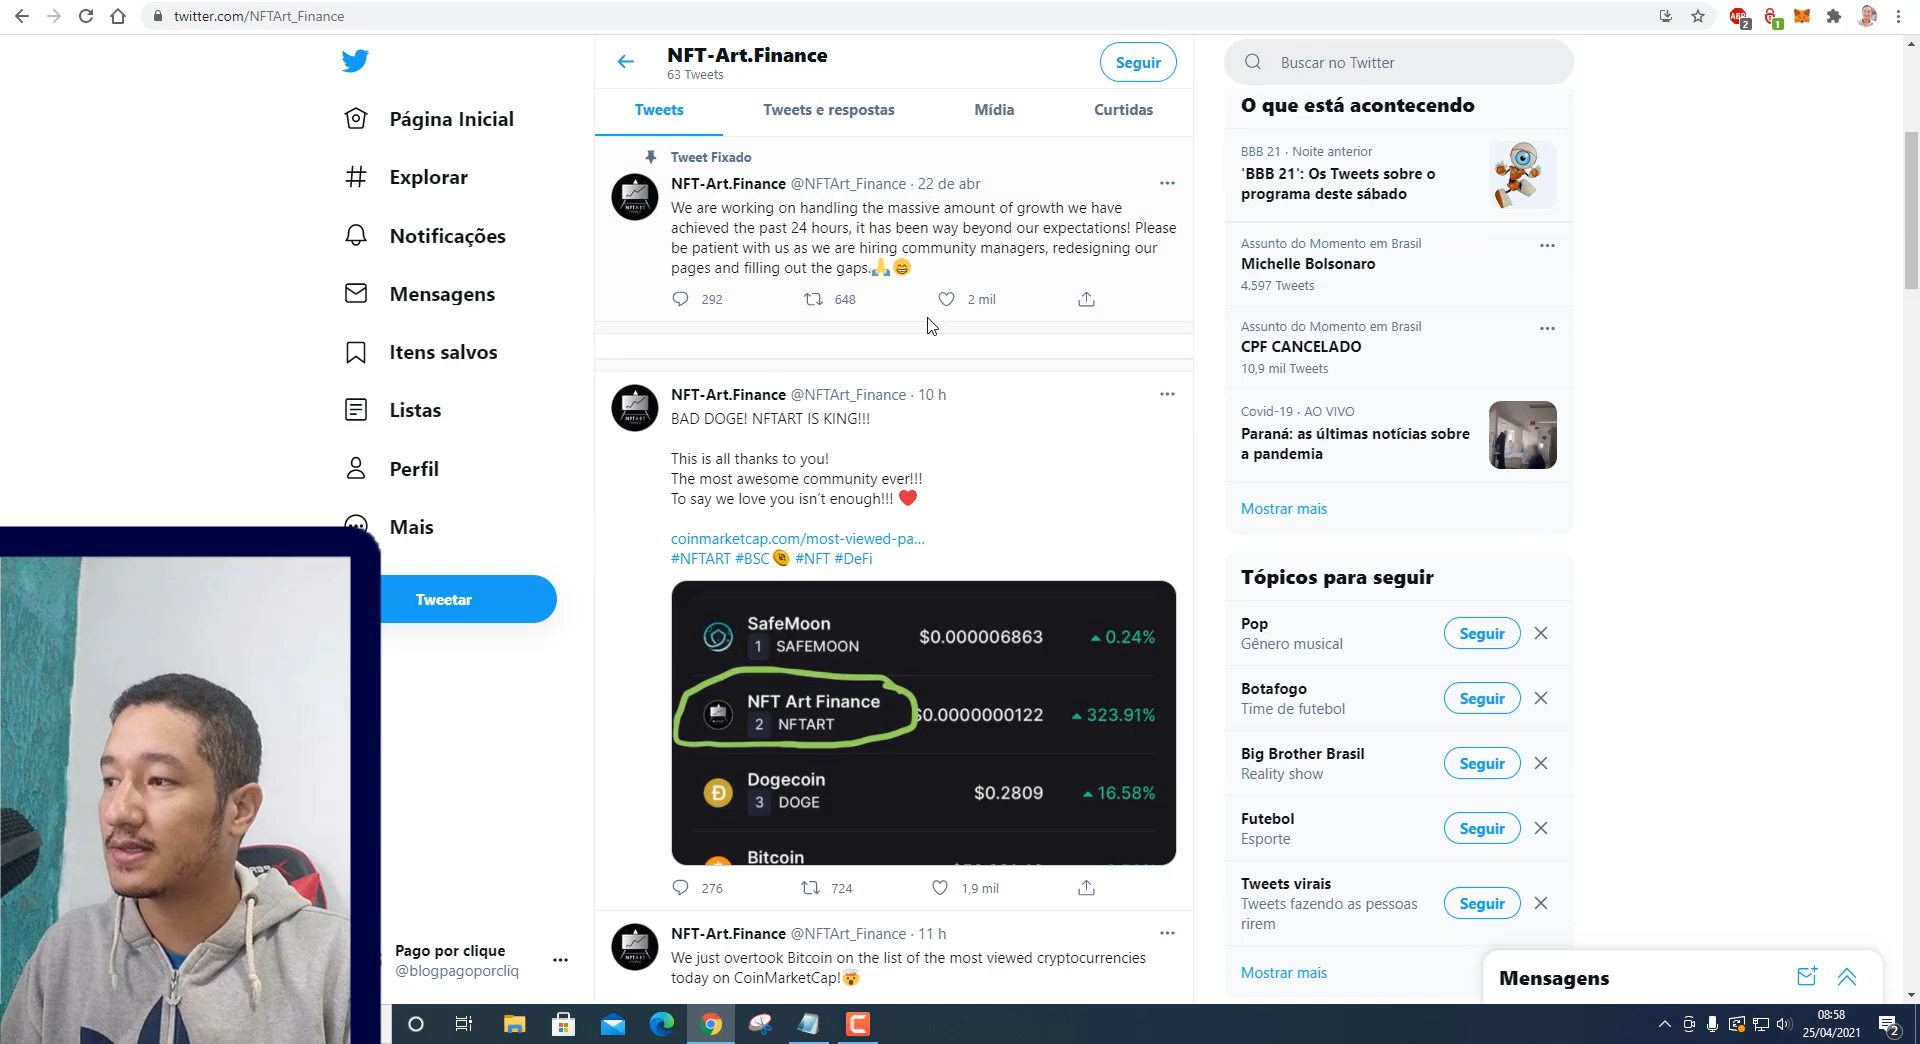 twitter.com/NFTArt_Finance
ABP
2
1
NFT-Art.Finance
63 Tweets
Seguir
Tweets
Tweets e respostas
Mídia
Curtidas
Página Inicial
Explorar
Notificações
Mensagens
Itens salvos
Listas
Perfil
Mais
Tweetar
Pago por clique
@blogpagoporcliq
Tweet Fixado
NFT-Art.Finance @NFTArt_Finance · 22 de abr
We are working on handling the massive amount of growth we have
achieved the past 24 hours, it has been way beyond our expectations! Please
be patient with us as we are hiring community managers, redesigning our
pages and filling out the gaps.🙏😁
292
648
2 mil
NFT-Art.Finance @NFTArt_Finance · 10 h
BAD DOGE! NFTART IS KING!!!
This is all thanks to you!
The most awesome community ever!!!
To say we love you isn't enough!!! ❤️
coinmarketcap.com/most-viewed-pa...
#NFTART #BSC #NFT #DeFi
SafeMoon
1 SAFEMOON
$0.000006863
0.24%
NFT Art Finance
2 NFTART
$0.0000000122
323.91%
Dogecoin
3 DOGE
$0.2809
16.58%
Bitcoin
276
724
1,9 mil
NFT-Art.Finance @NFTArt_Finance · 11 h
We just overtook Bitcoin on the list of the most viewed cryptocurrencies
today on CoinMarketCap!🤯
Buscar no Twitter
O que está acontecendo
BBB 21 · Noite anterior
'BBB 21': Os Tweets sobre o
programa deste sábado
Assunto do Momento em Brasil
Michelle Bolsonaro
4.597 Tweets
Assunto do Momento em Brasil
CPF CANCELADO
10,9 mil Tweets
Covid-19 · AO VIVO
Paraná: as últimas notícias sobre
a pandemia
Mostrar mais
Tópicos para seguir
Pop
Gênero musical
Seguir
Botafogo
Time de futebol
Seguir
Big Brother Brasil
Reality show
Seguir
Futebol
Esporte
Seguir
Tweets virais
Tweets fazendo as pessoas
rirem
Seguir
Mostrar mais
Mensagens
08:58
25/04/2021
2